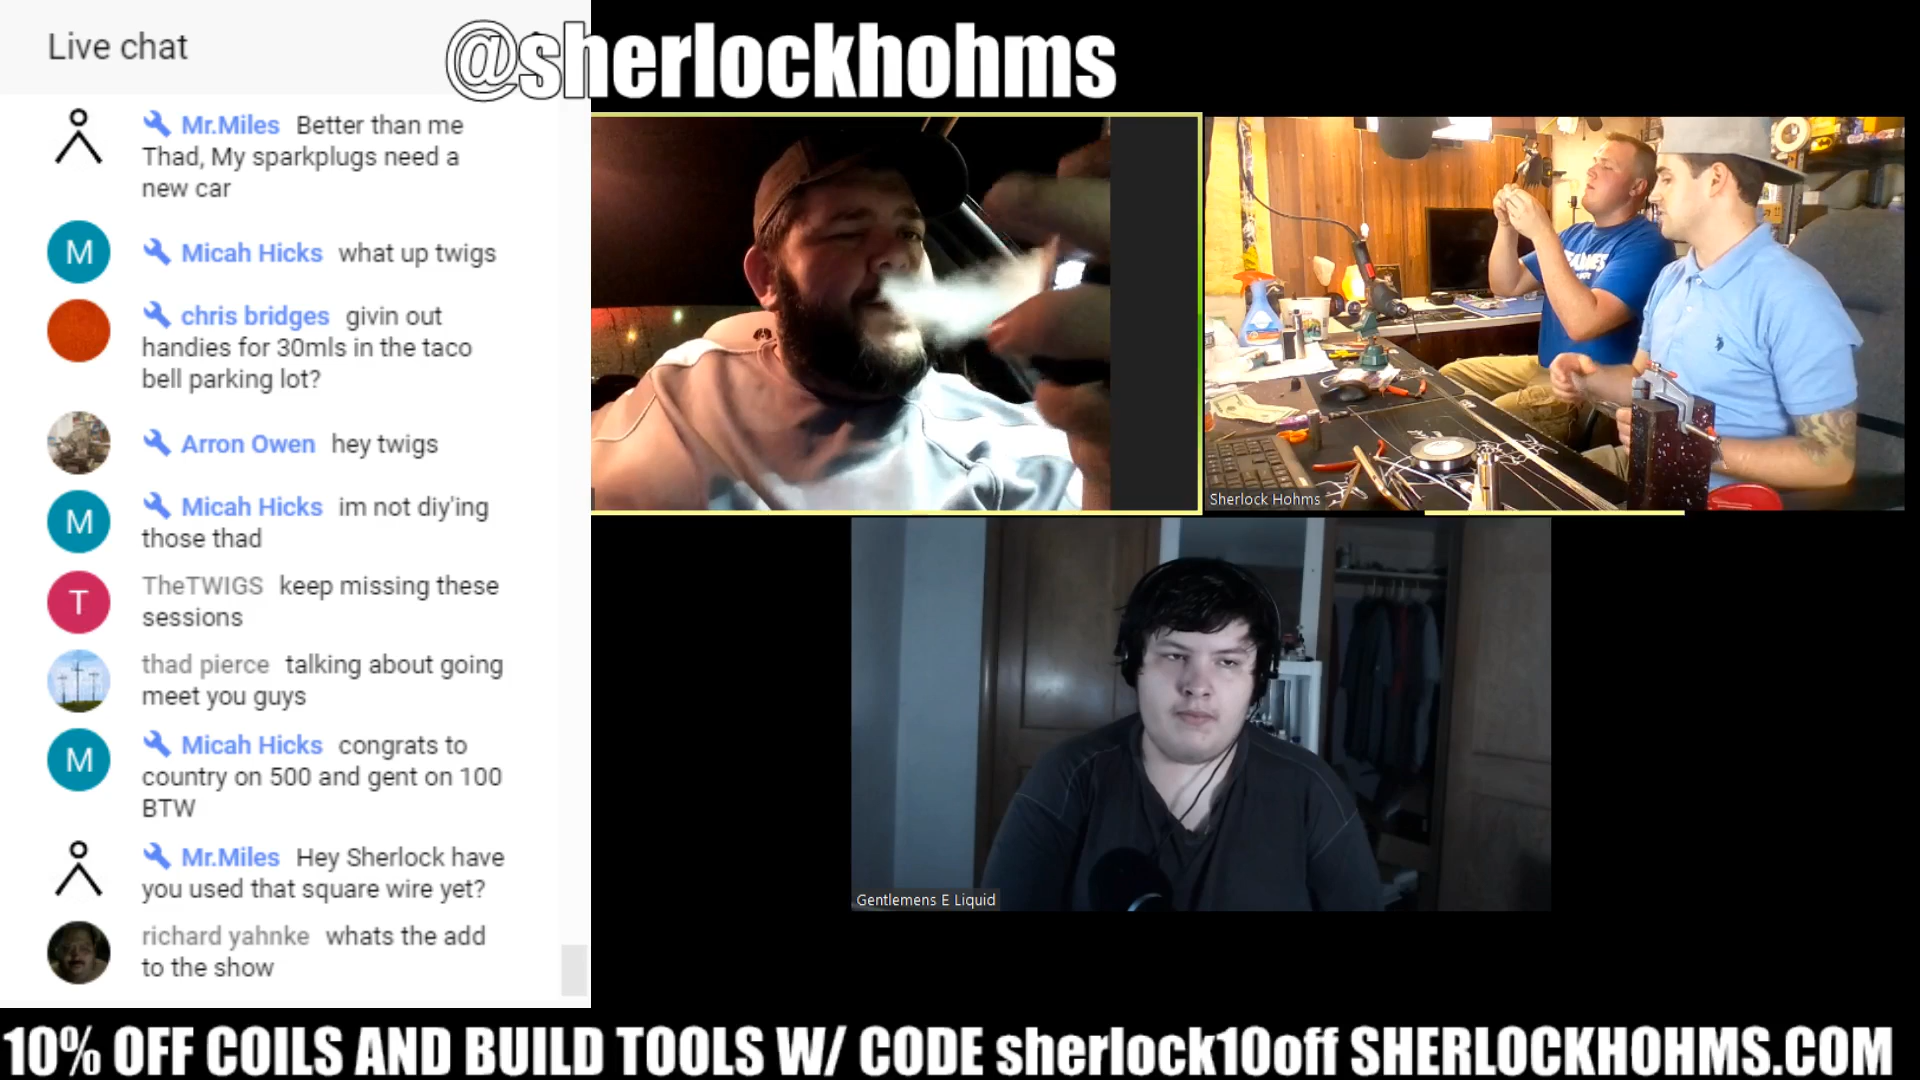 Live chat
@sherlockhohms
Mr.Miles Better than me
Thad, My sparkplugs need a
new car
M
Micah Hicks what up twigs
chris bridges givin out
handies for 30mls in the taco
bell parking lot?
Arron Owen hey twigs
M
Micah Hicks im not diy'ing
those thad
T
TheTWIGS keep missing these
sessions
thad pierce talking about going
meet you guys
M
Micah Hicks congrats to
country on 500 and gent on 100
BTW
Mr.Miles Hey Sherlock have
you used that square wire yet?
richard yahnke whats the add
to the show
Sherlock Hohms
Gentlemens E Liquid
10% OFF COILS AND BUILD TOOLS W/ CODE sherlock10off SHERLOCKHOHMS.COM